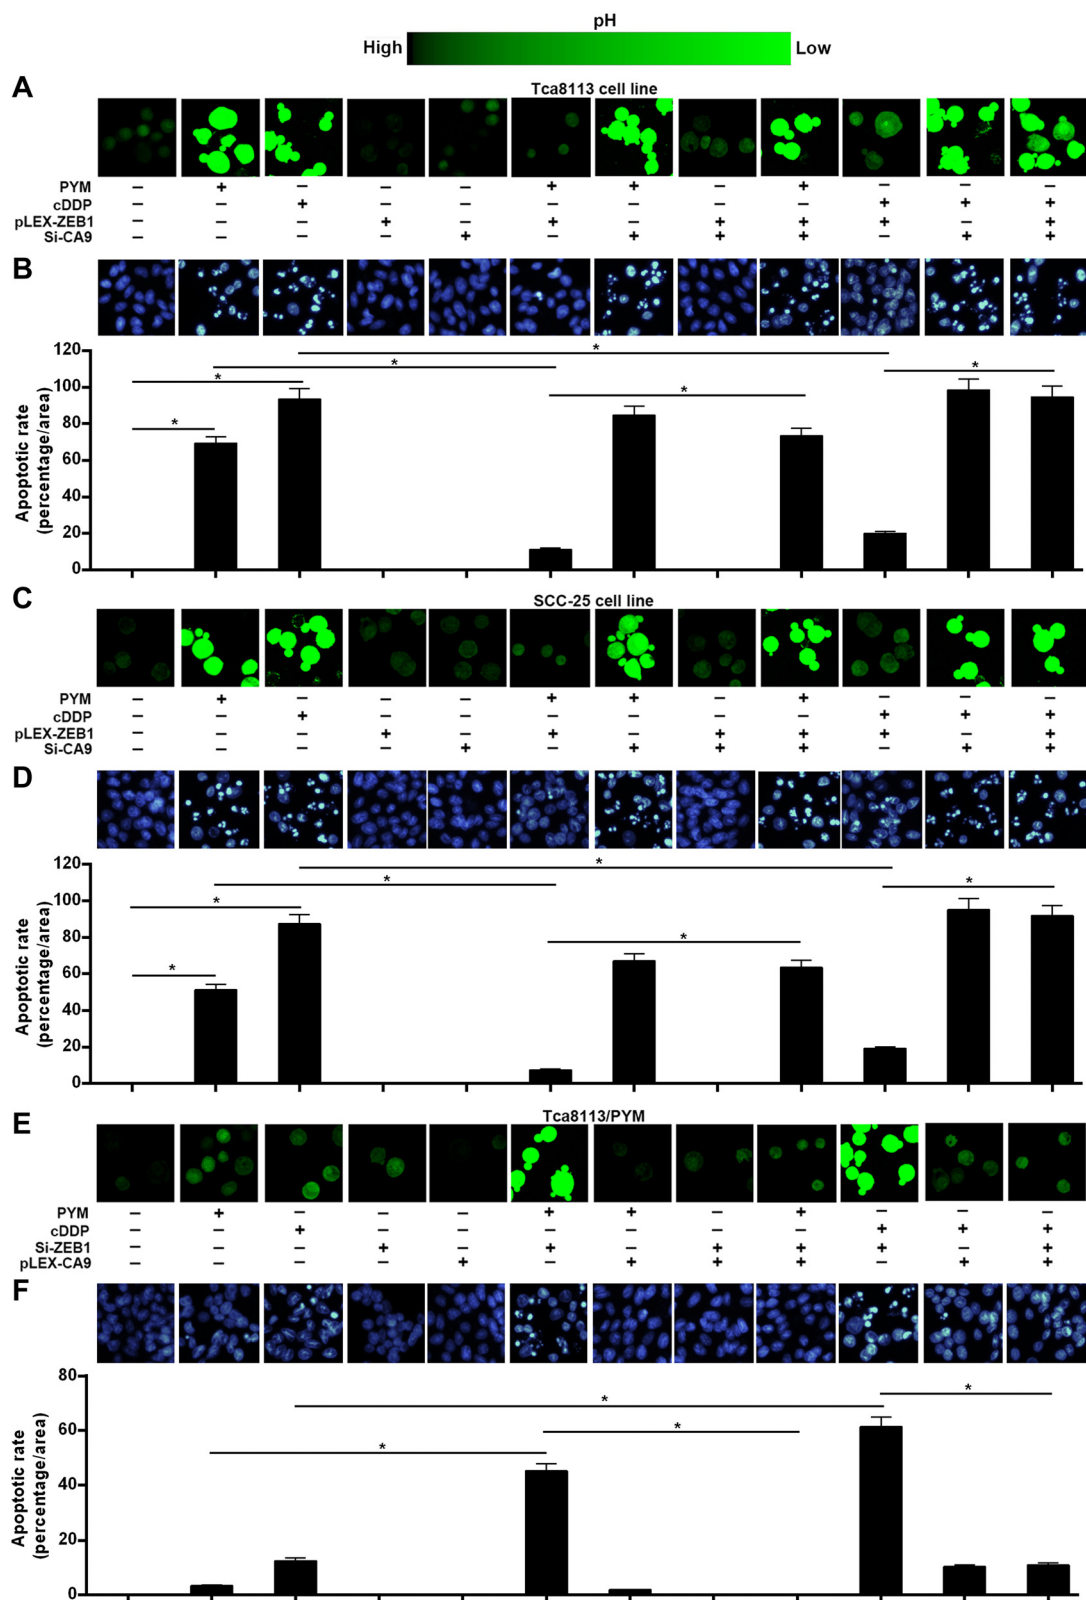 pH
High Low
A
Tca8113 cell line
PYM – + – – – + + – + – – –
cDDP – – + – – – – – – + + +
pLEX-ZEB1 – – – + – + – + + + – +
Si-CA9 – – – – + – + + + – + +
B
Apoptotic rate
(percentage/area)
120
100
80
60
40
20
0
* * * * * * *
C
SCC-25 cell line
PYM – + – – – + + – + – – –
cDDP – – + – – – – – – + + +
pLEX-ZEB1 – – – + – + – + + + – +
Si-CA9 – – – – + – + + + – + +
D
Apoptotic rate
(percentage/area)
120
100
80
60
40
20
0
* * * * * *
E
Tca8113/PYM
PYM – + – – – + + – + – – –
cDDP – – + – – – – – – + + +
Si-ZEB1 – – – + – + – + + + – +
pLEX-CA9 – – – – + – + + + – + +
F
Apoptotic rate
(percentage/area)
80
60
40
20
0
* * * *